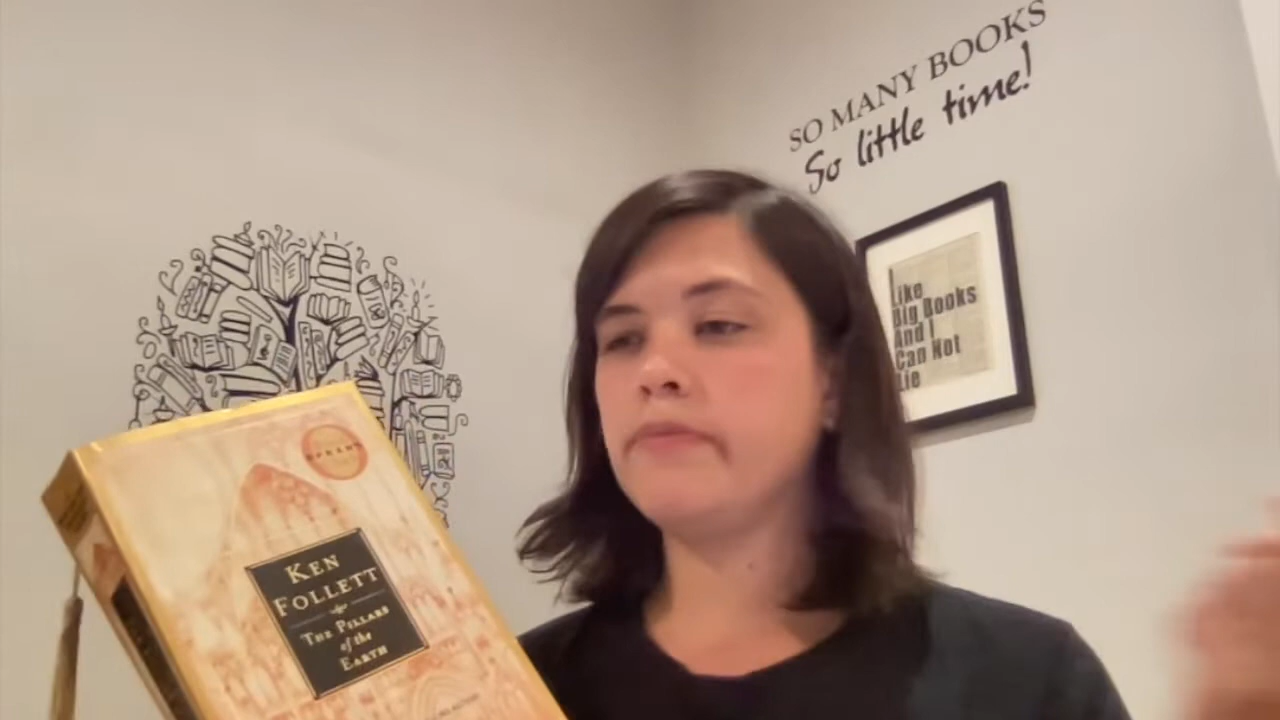 SO MANY BOOKS
So little time!
I Like
Big Books
And I
Can Not
Lie
OPRAH'S
KEN
FOLLETT
THE PILLARS
of the
EARTH